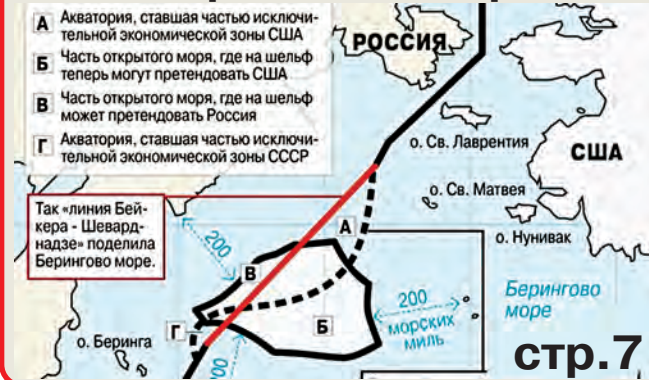 А Акватория, ставшая частью исключи-
тельной экономической зоны США
Б Часть открытого моря, где на шельф
теперь могут претендовать США
В Часть открытого моря, где на шельф
может претендовать Россия
Г Акватория, ставшая частью исключи-
тельной экономической зоны СССР
РОССИЯ
о. Св. Лаврентия
США
о. Св. Матвея
о. Нунивак
Так «линия Бей-
кера - Шевард-
надзе» поделила
Берингово море.
А
200
В
Б
200
морских
миль
Берингово
море
Г
о. Беринга
200
стр.7